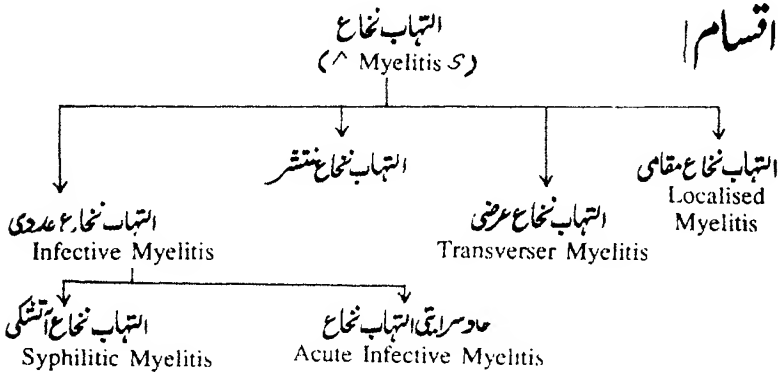 اقسام
التہاب نخاع
(^ Myelitis S)
التہاب نخاع مقامی
Localised
Myelitis
التہاب نخاع عرضی
Transverser Myelitis
التہاب نخاع منتشر
التہاب نخاع عددی
Infective Myelitis
حاد سرایتی التہاب نخاع
Acute Infective Myelitis
التہاب نخاع آتشکی
Syphilitic Myelitis